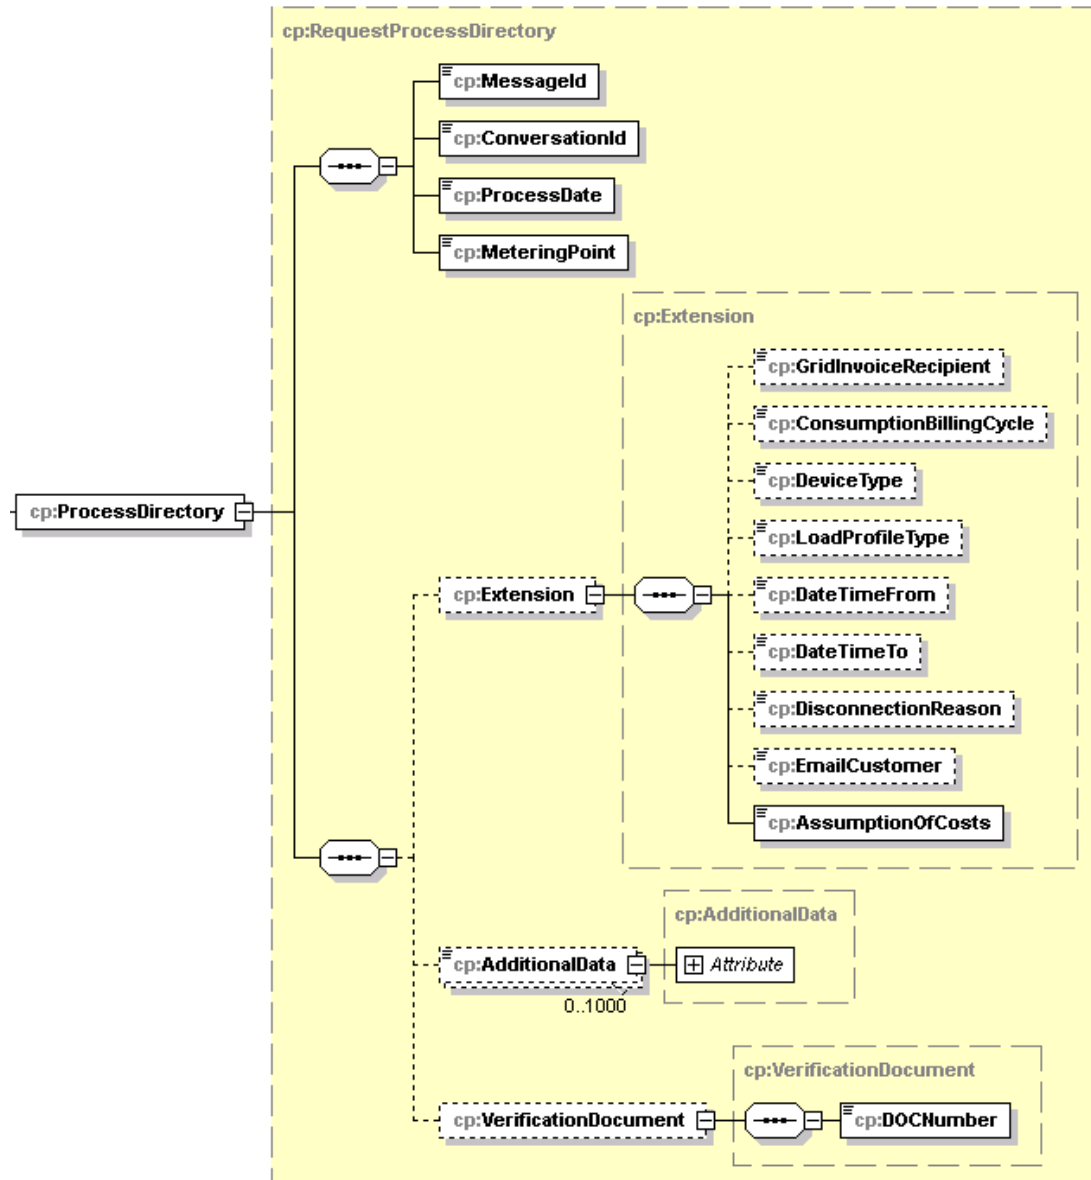 cp:RequestProcessDirectory
cp:MessageId
cp:ConversationId
cp:ProcessDate
cp:MeteringPoint
cp:Extension
cp:GridInvoiceRecipient
cp:ConsumptionBillingCycle
cp:DeviceType
cp:LoadProfileType
cp:ProcessDirectory
cp:Extension
cp:DateTimeFrom
cp:DateTimeTo
cp:DisconnectionReason
cp:EmailCustomer
cp:AssumptionOfCosts
cp:AdditionalData
cp:AdditionalData
Attribute
0..1000
cp:VerificationDocument
cp:VerificationDocument
cp:DOCNumber